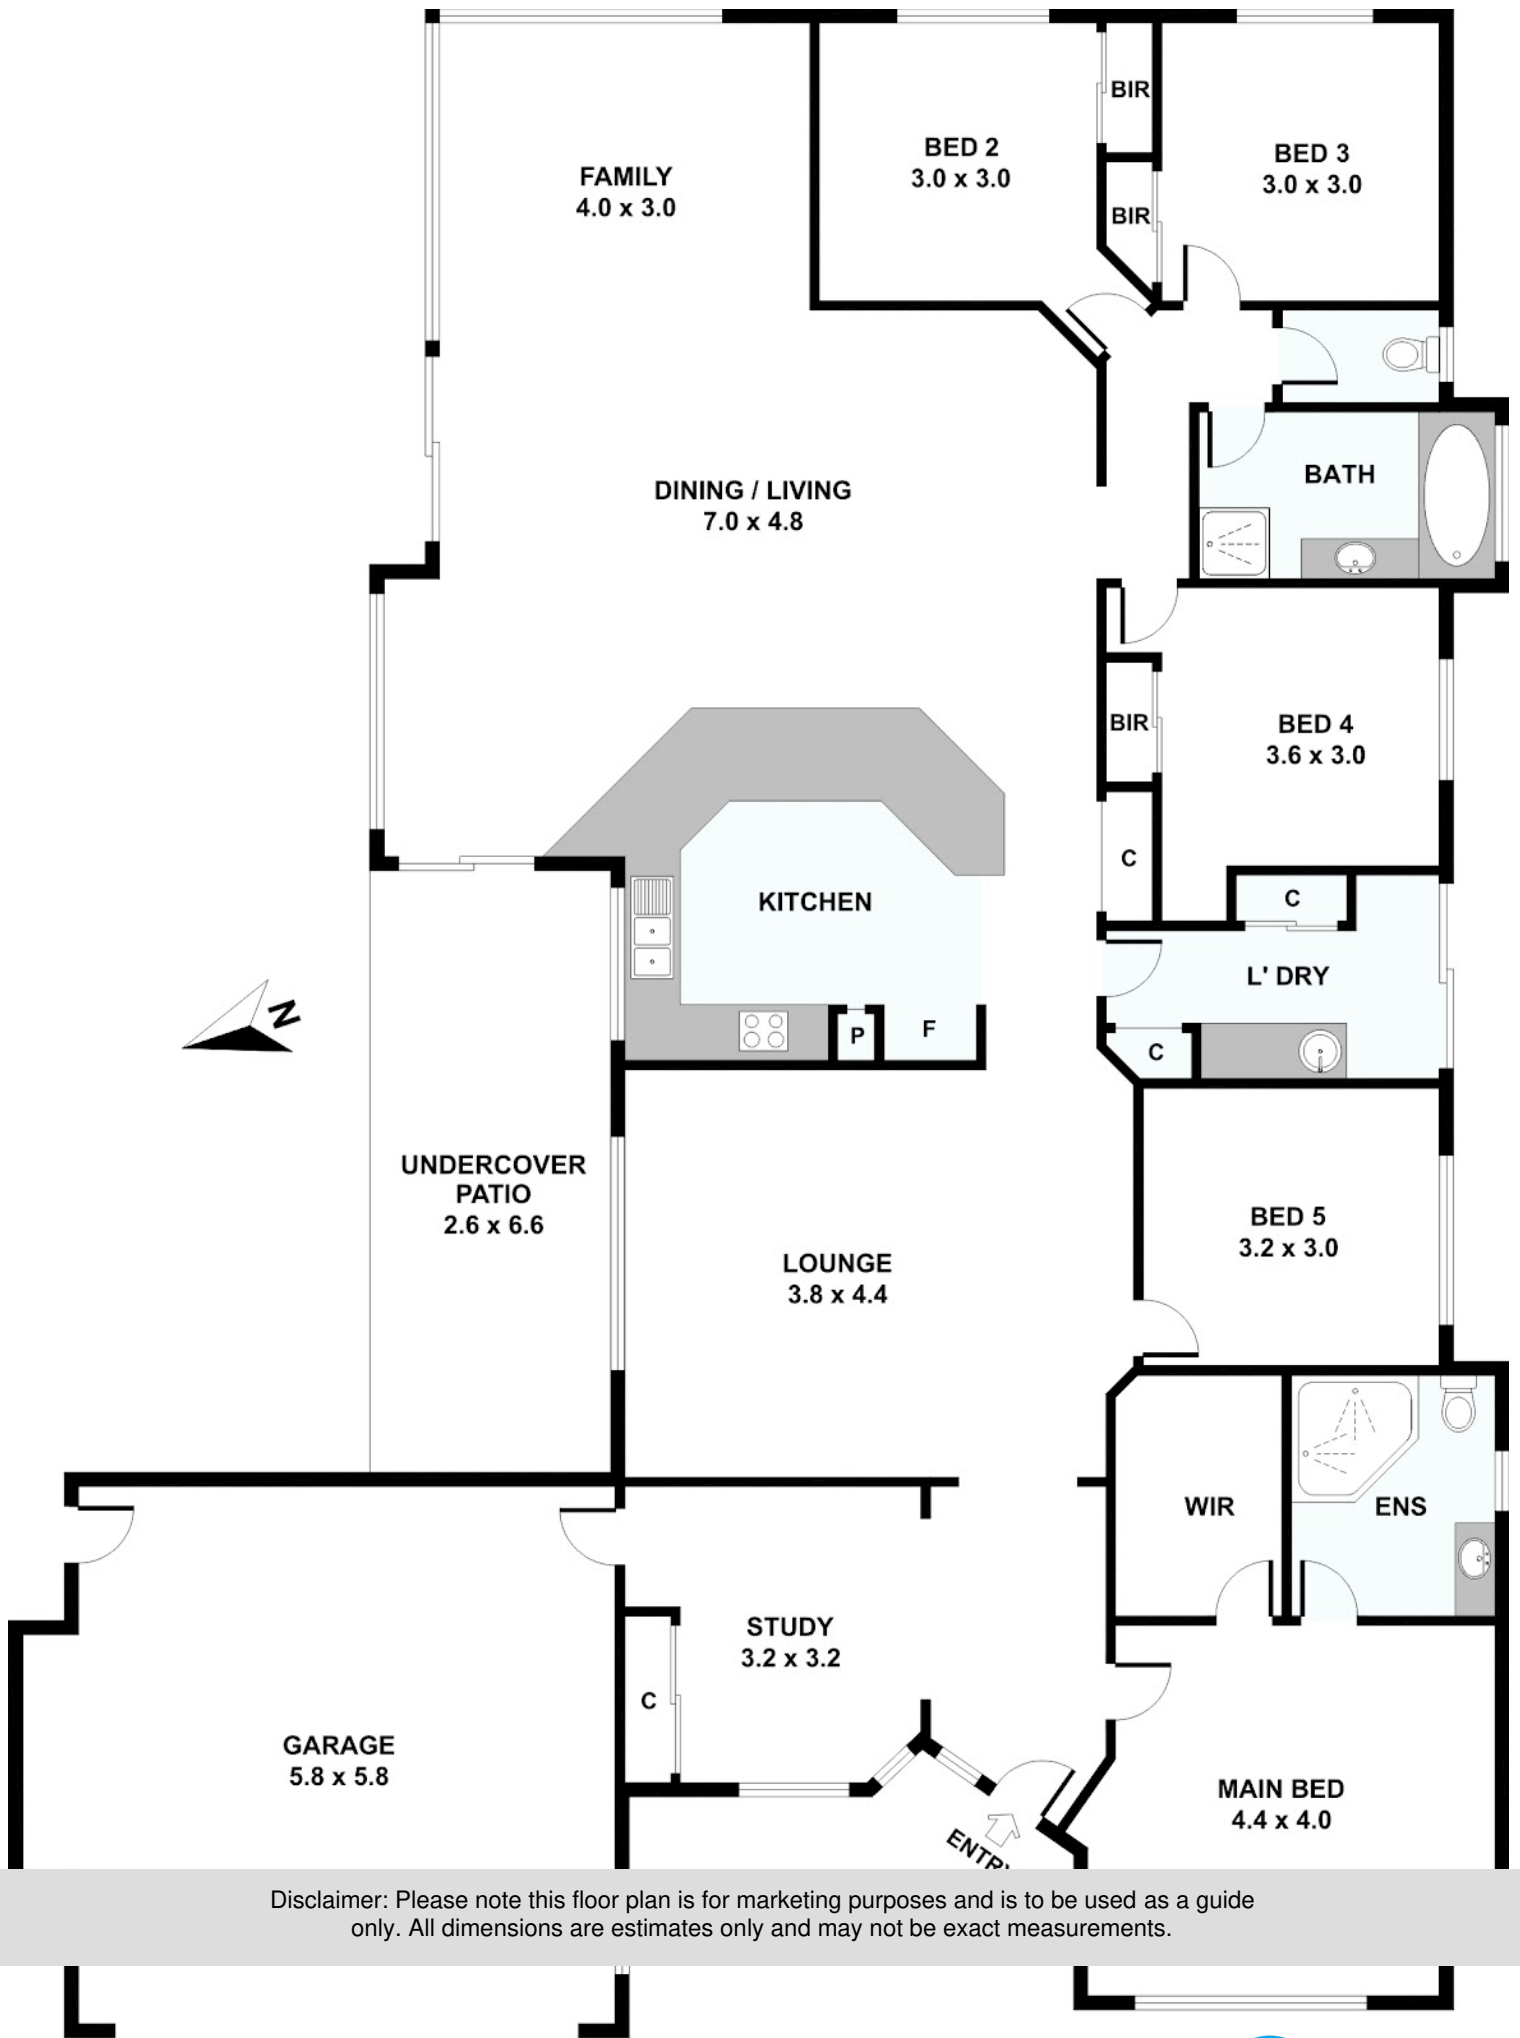 BIR
BED 2
3.0 x 3.0
BED 3
3.0 x 3.0
FAMILY
4.0 x 3.0
BIR
BATH
DINING / LIVING
7.0 x 4.8
BIR
BED 4
3.6 x 3.0
C
KITCHEN
C
L' DRY
N
P
F
C
UNDERCOVER
PATIO
2.6 x 6.6
BED 5
3.2 x 3.0
LOUNGE
3.8 x 4.4
WIR
ENS
STUDY
3.2 x 3.2
C
GARAGE
5.8 x 5.8
MAIN BED
4.4 x 4.0
ENTRY
Disclaimer: Please note this floor plan is for marketing purposes and is to be used as a guide
only. All dimensions are estimates only and may not be exact measurements.